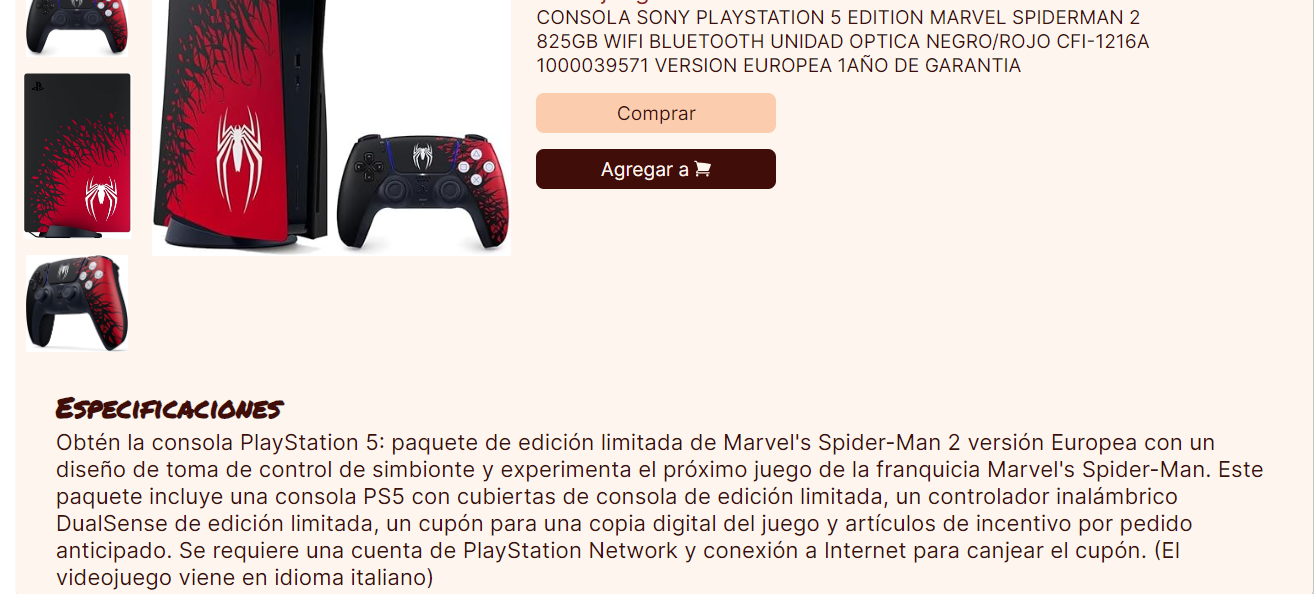 CONSOLA SONY PLAYSTATION 5 EDITION MARVEL SPIDERMAN 2
825GB WIFI BLUETOOTH UNIDAD OPTICA NEGRO/ROJO CFI-1216A
1000039571 VERSION EUROPEA 1AÑO DE GARANTIA
Comprar
Agregar a
Especificaciones
Obtén la consola PlayStation 5: paquete de edición limitada de Marvel's Spider-Man 2 versión Europea con un
diseño de toma de control de simbionte y experimenta el próximo juego de la franquicia Marvel's Spider-Man. Este
paquete incluye una consola PS5 con cubiertas de consola de edición limitada, un controlador inalámbrico
DualSense de edición limitada, un cupón para una copia digital del juego y artículos de incentivo por pedido
anticipado. Se requiere una cuenta de PlayStation Network y conexión a Internet para canjear el cupón. (El
videojuego viene en idioma italiano)